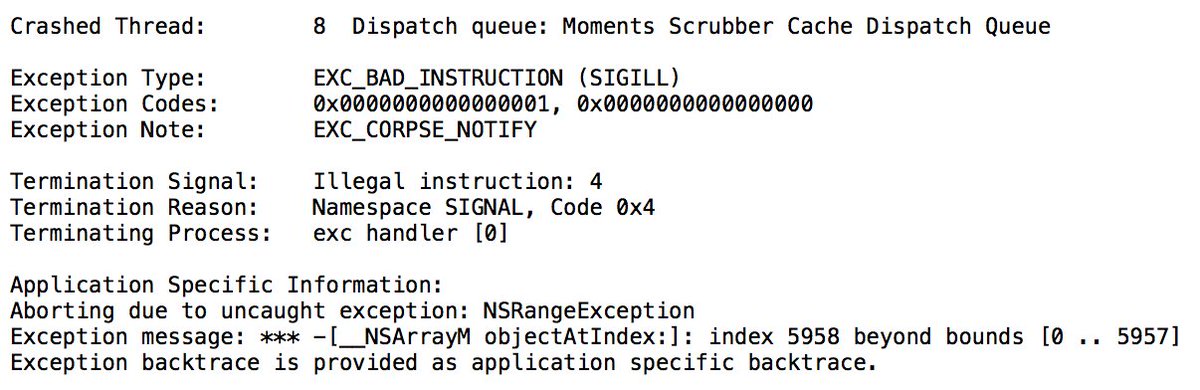 Crashed Thread: 8 Dispatch queue: Moments Scrubber Cache Dispatch Queue
Exception Type: EXC_BAD_INSTRUCTION (SIGILL)
Exception Codes: 0x0000000000000001, 0x0000000000000000
Exception Note: EXC_CORPSE_NOTIFY
Termination Signal: Illegal instruction: 4
Termination Reason: Namespace SIGNAL, Code 0x4
Terminating Process: exc handler [0]
Application Specific Information:
Aborting due to uncaught exception: NSRangeException
Exception message: *** -[__NSArrayM objectAtIndex:]: index 5958 beyond bounds [0 .. 5957]
Exception backtrace is provided as application specific backtrace.